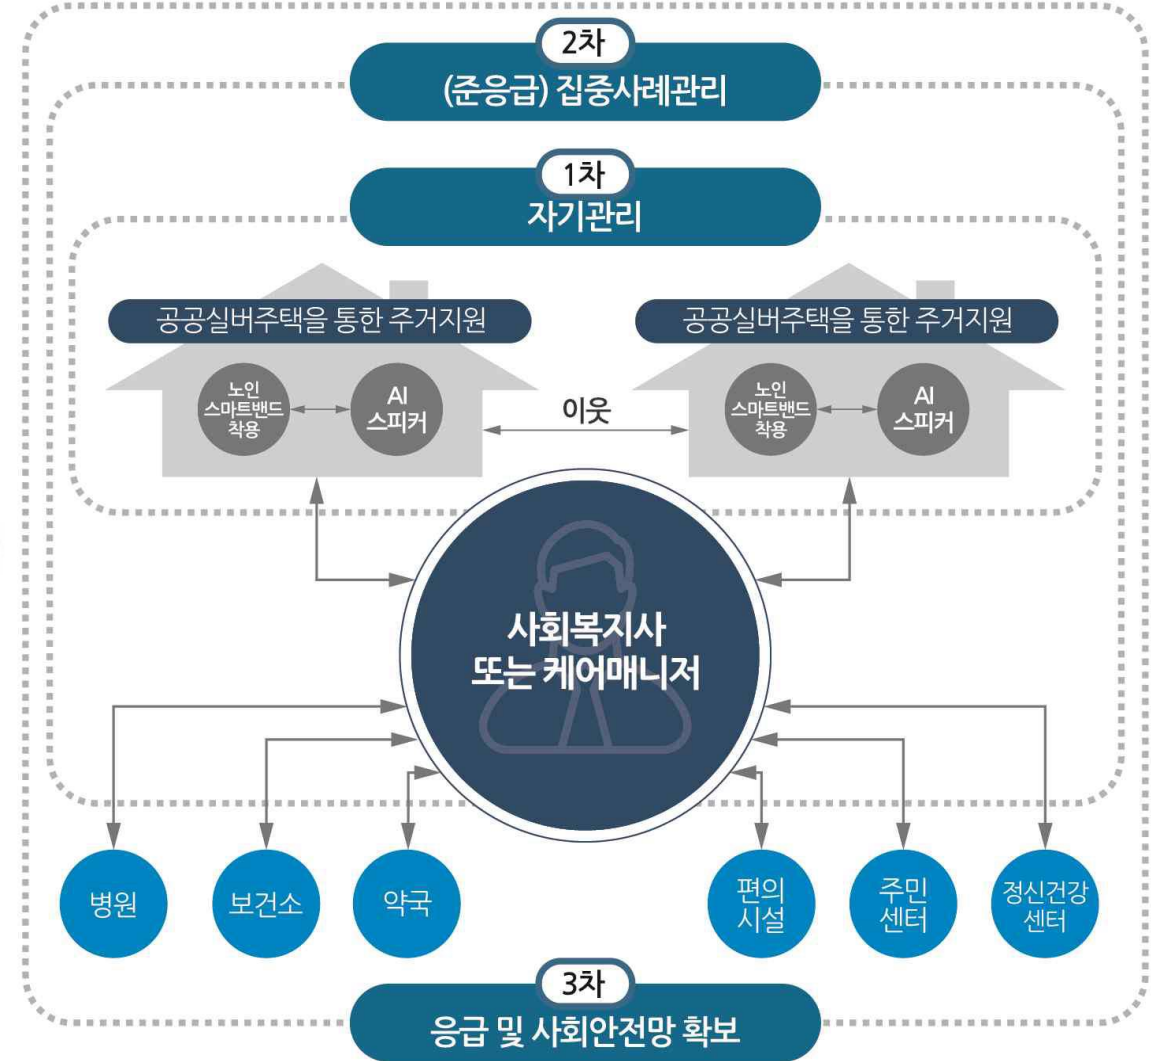 2차
(준응급) 집중사례관리
1차
자기관리
공공실버주택을 통한 주거지원
공공실버주택을 통한 주거지원
노인
스마트밴드
착용
AI
스피커
이웃
노인
스마트밴드
착용
AI
스피커
사회복지사
또는 케어매니저
병원
보건소
약국
편의
시설
주민
센터
정신건강
센터
3차
응급 및 사회안전망 확보